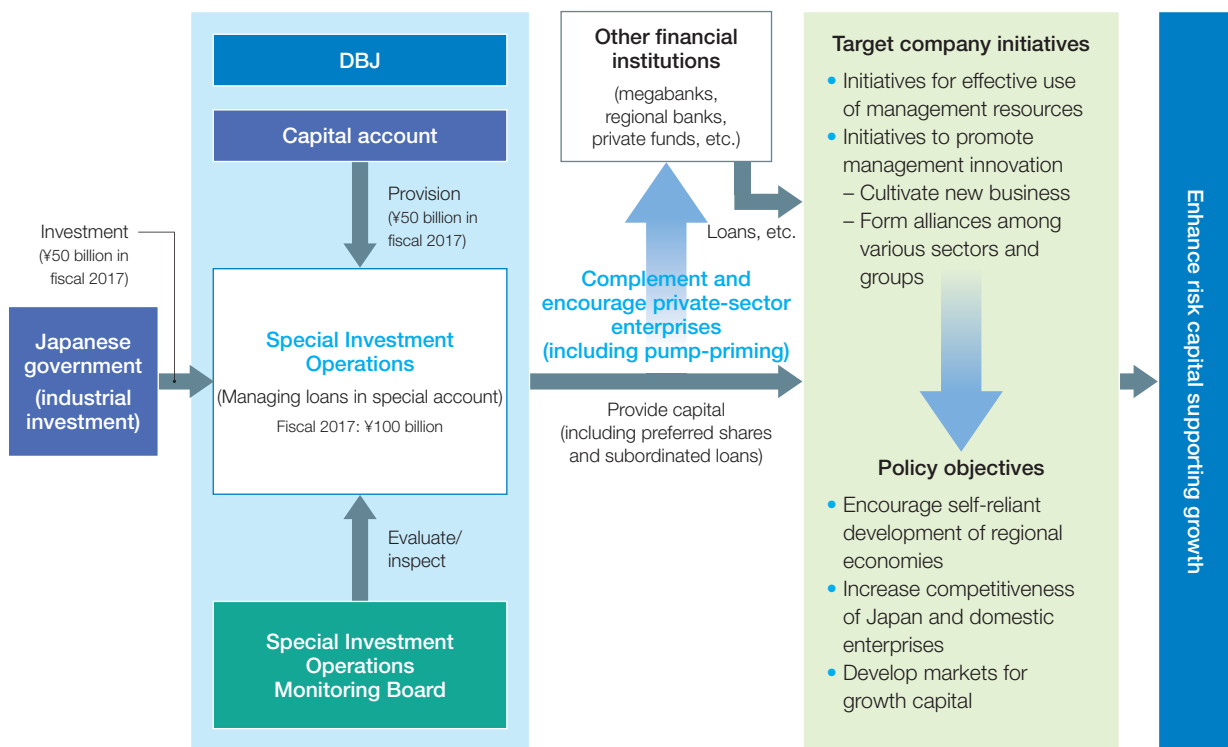 Investment
(¥50 billion in
fiscal 2017)
Japanese
government
(industrial
investment)
DBJ
Capital account
Provision
(¥50 billion in
fiscal 2017)
Special Investment
Operations
(Managing loans in special account)
Fiscal 2017: ¥100 billion
Evaluate/
inspect
Special Investment
Operations
Monitoring Board
Other financial
institutions
(megabanks,
regional banks,
private funds, etc.)
Loans, etc.
Complement and
encourage private-sector
enterprises
(including pump-priming)
Provide capital
(including preferred shares
and subordinated loans)
Target company initiatives
• Initiatives for effective use
of management resources
• Initiatives to promote
management innovation
– Cultivate new business
– Form alliances among
various sectors and
groups
Policy objectives
• Encourage self-reliant
development of regional
economies
• Increase competitiveness
of Japan and domestic
enterprises
• Develop markets for
growth capital
Enhance risk capital supporting growth